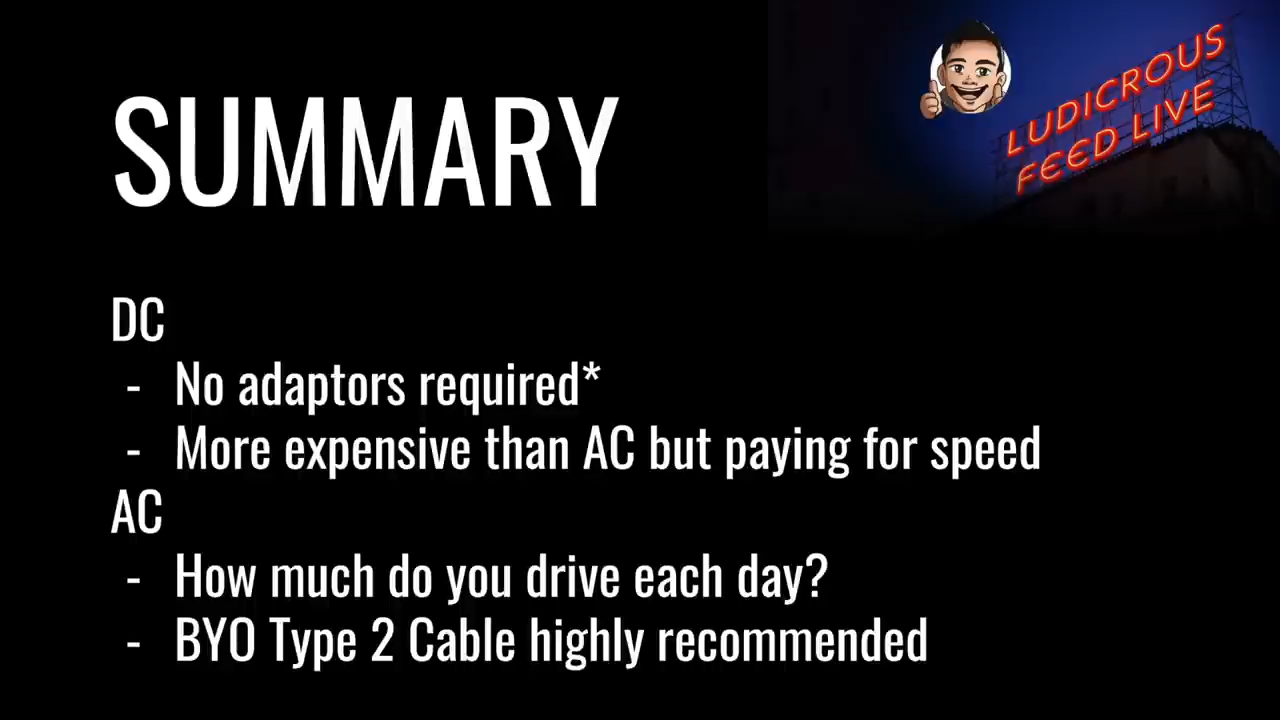 LUDICROUS
FEED LIVE
SUMMARY
DC
- No adaptors required*
- More expensive than AC but paying for speed
AC
- How much do you drive each day?
- BYO Type 2 Cable highly recommended